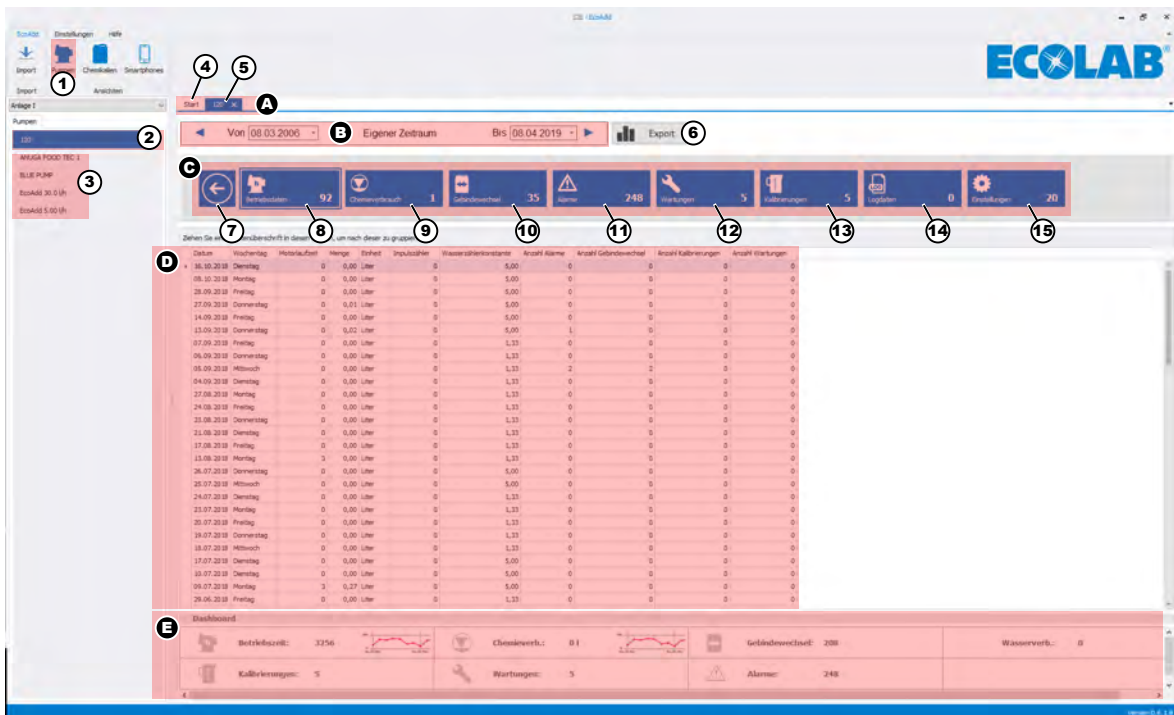 EcoAdd
EcoAdd Einstellungen Hilfe
Import Pumpen Chemikalien Smartphones
1
Import Ansichten
ECOLAB
Anlage I
4 5
Start 120 A
Pumpen
120 2
Von 08.03.2006 B Eigener Zeitraum Bis 08.04.2019 Export 6
ANUGA FOOD TEC 1
BLUE PUMP
3
EcoAdd 30.0 l/h
EcoAdd 5.00 l/h
C
Betriebsdaten 92 Chemieverbrauch 1 Gebindewechsel 35 Alarme 248 Wartungen 5 Kalibrierungen 5 Logdaten 0 Einstellungen 20
7 8 9 10 11 12 13 14 15
Ziehen Sie eine um nach dieser zu
D
Datum Wochentag Motorlaufzeit Menge Einheit Impulszähler Wasserzählerkonstante Anzahl Alarme Anzahl Gebindewechsel Anzahl Kalibrierungen Anzahl Wartungen
16.10.2018 Dienstag 0 0,00 Liter 0 5,00 0 0 0 0
08.10.2018 Montag 0 0,00 Liter 0 5,00 0 0 0 0
28.09.2018 Freitag 0 0,00 Liter 0 5,00 0 0 0 0
27.09.2018 Donnerstag 0 0,01 Liter 0 5,00 0 0 0 0
14.09.2018 Freitag 0 0,00 Liter 0 5,00 0 0 0 0
13.09.2018 Donnerstag 0 0,02 Liter 0 5,00 1 0 0 0
07.09.2018 Freitag 0 0,00 Liter 0 1,33 0 0 0 0
06.09.2018 Donnerstag 0 0,00 Liter 0 1,33 0 0 0 0
05.09.2018 Mittwoch 0 0,00 Liter 0 1,33 2 2 0 0
04.09.2018 Dienstag 0 0,00 Liter 0 1,33 0 0 0 0
27.08.2018 Montag 0 0,00 Liter 0 1,33 0 0 0 0
24.08.2018 Freitag 0 0,00 Liter 0 1,33 0 0 0 0
23.08.2018 Donnerstag 0 0,00 Liter 0 1,33 0 0 0 0
21.08.2018 Dienstag 0 0,00 Liter 0 1,33 0 0 0 0
17.08.2018 Freitag 0 0,00 Liter 0 1,33 0 0 0 0
13.08.2018 Montag 3 0,00 Liter 0 1,33 0 0 0 0
26.07.2018 Donnerstag 0 0,00 Liter 0 5,00 0 0 0 0
25.07.2018 Mittwoch 0 0,00 Liter 0 5,00 0 0 0 0
24.07.2018 Dienstag 0 0,00 Liter 0 1,33 0 0 0 0
23.07.2018 Montag 0 0,00 Liter 0 1,33 0 0 0 0
20.07.2018 Freitag 0 0,00 Liter 0 1,33 0 0 0 0
19.07.2018 Donnerstag 0 0,00 Liter 0 1,33 0 0 0 0
18.07.2018 Mittwoch 0 0,00 Liter 0 1,33 0 0 0 0
17.07.2018 Dienstag 0 0,00 Liter 0 5,00 0 0 0 0
10.07.2018 Dienstag 0 0,00 Liter 0 5,00 0 0 0 0
09.07.2018 Montag 3 0,27 Liter 0 5,00 0 0 0 0
29.06.2018 Freitag 0 0,00 Liter 0 1,33 0 0 0 0
Dashboard
E
Betriebszeit: 3256 Chemieverb.: 0 l Gebindewechsel: 208 Wasserverb.: 0
Kalibrierungen: 5 Wartungen: 5 Alarme: 248